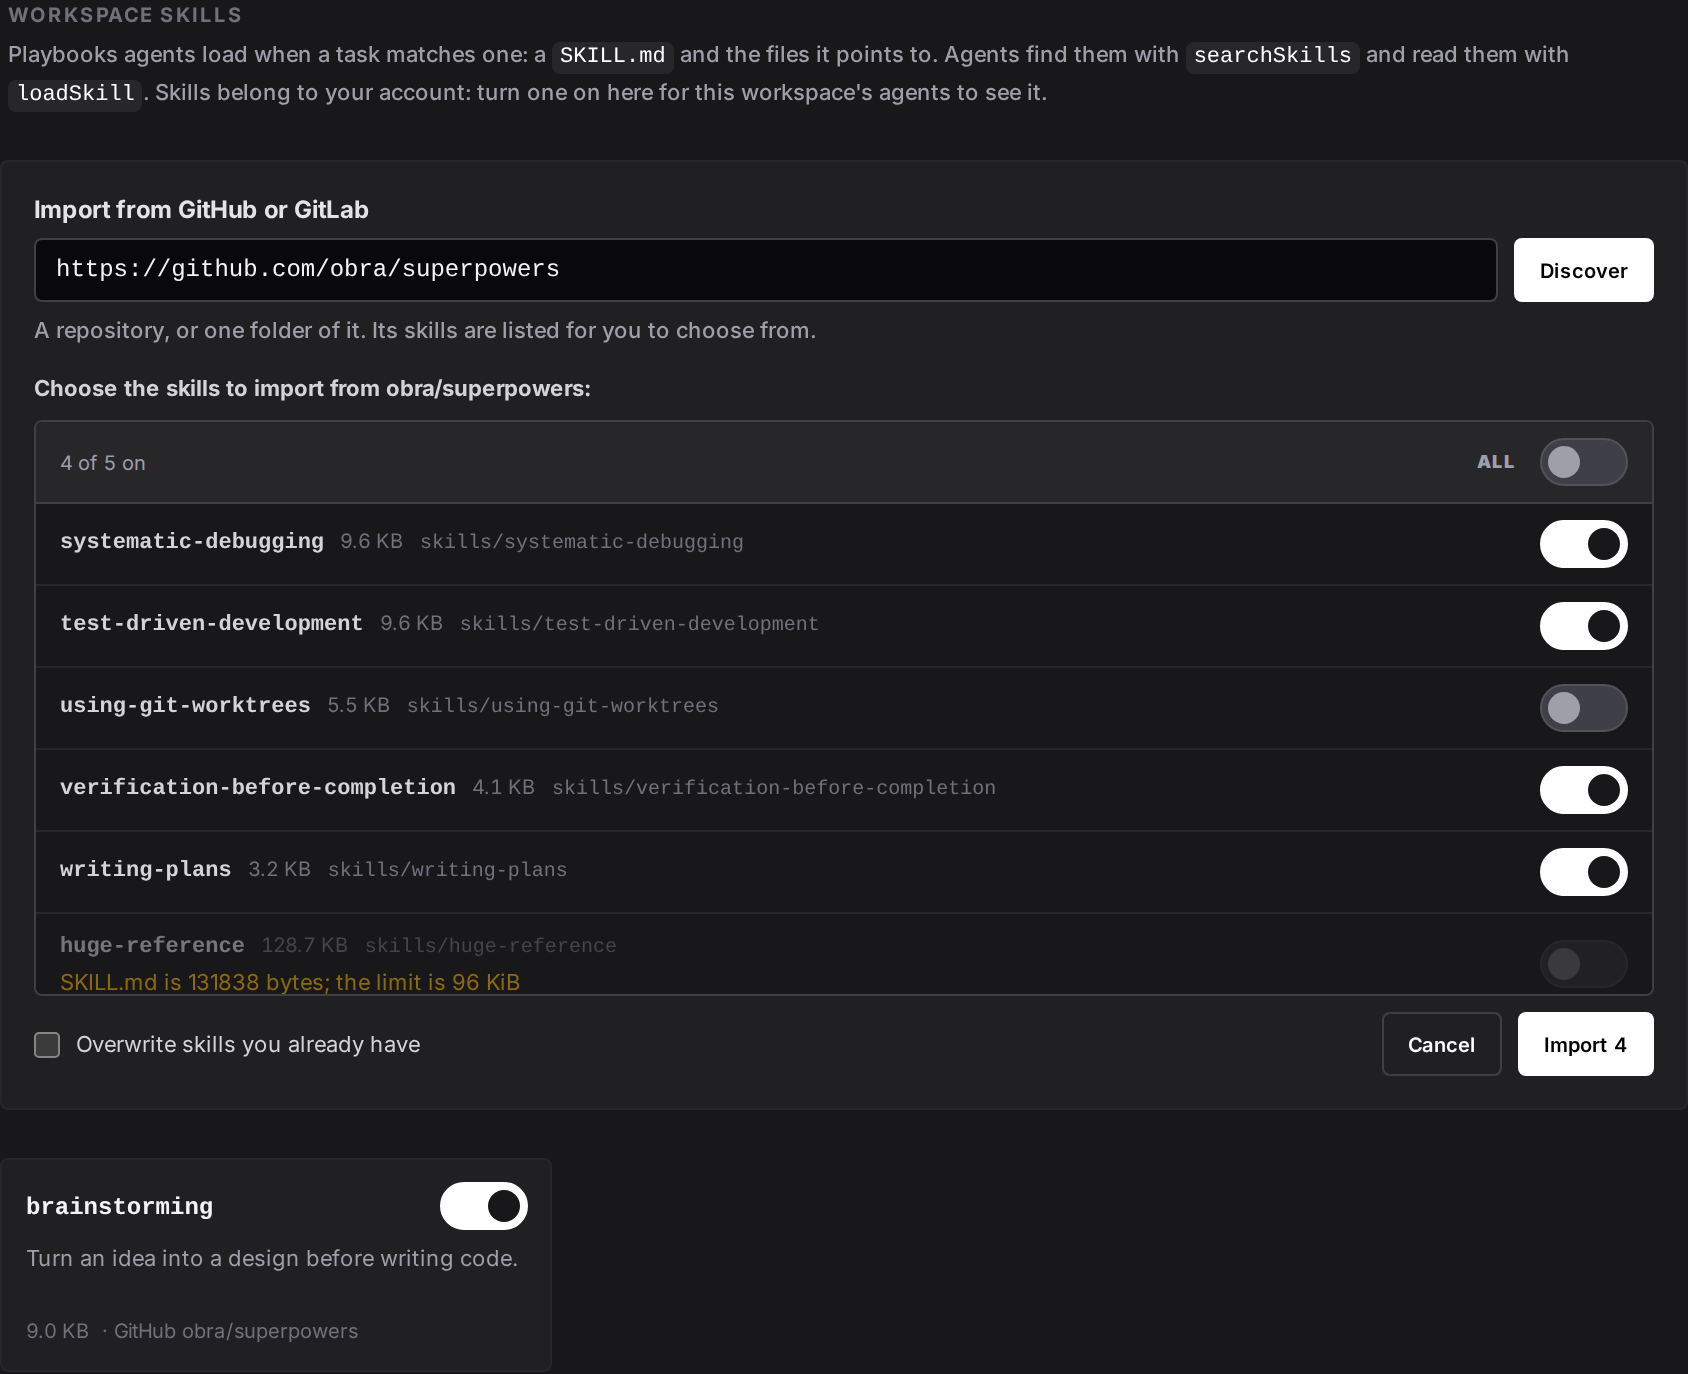 WORKSPACE SKILLS
Playbooks agents load when a task matches one: a SKILL.md and the files it points to. Agents find them with searchSkills and read them with
loadSkill. Skills belong to your account: turn one on here for this workspace's agents to see it.
Import from GitHub or GitLab
https://github.com/obra/superpowers
Discover
A repository, or one folder of it. Its skills are listed for you to choose from.
Choose the skills to import from obra/superpowers:
4 of 5 on
ALL
systematic-debugging 9.6 KB skills/systematic-debugging
test-driven-development 9.6 KB skills/test-driven-development
using-git-worktrees 5.5 KB skills/using-git-worktrees
verification-before-completion 4.1 KB skills/verification-before-completion
writing-plans 3.2 KB skills/writing-plans
huge-reference 128.7 KB skills/huge-reference
SKILL.md is 131838 bytes; the limit is 96 KiB
Overwrite skills you already have
Cancel
Import 4
brainstorming
Turn an idea into a design before writing code.
9.0 KB · GitHub obra/superpowers